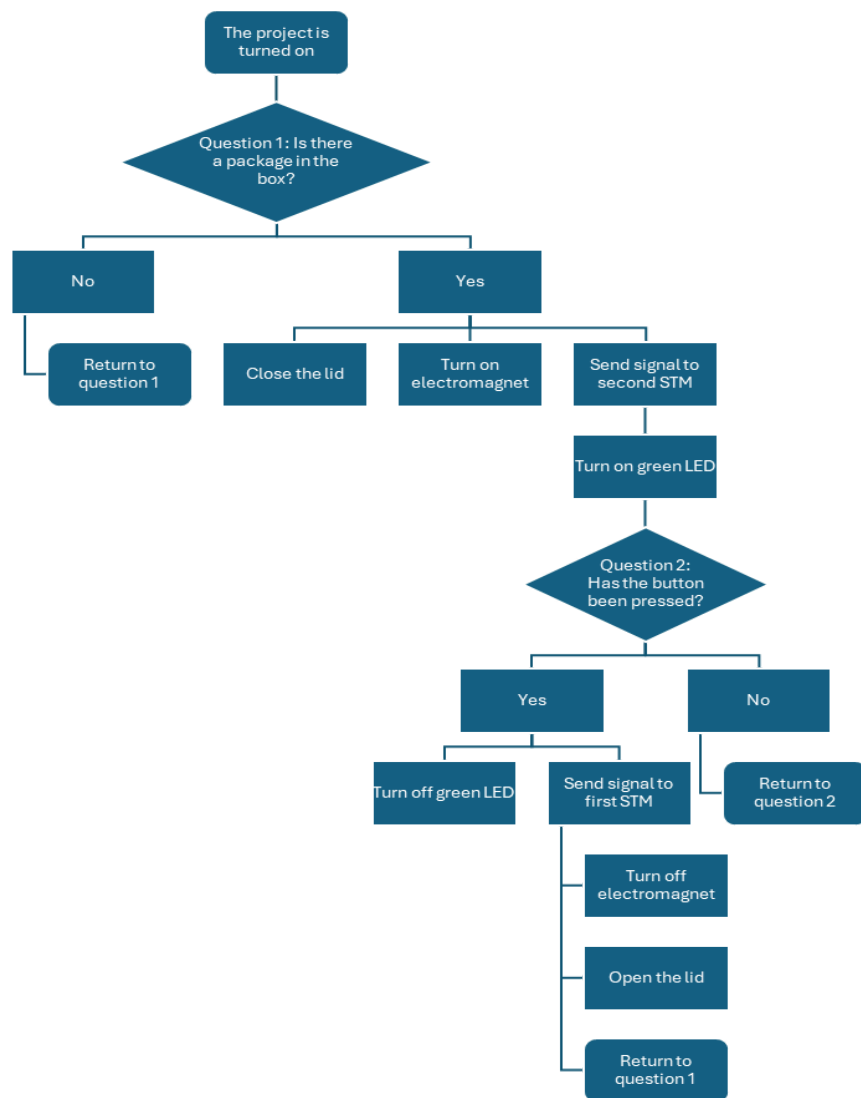 The project is
turned on
Question 1: Is there
a package in the
box?
No
Yes
Return to
question 1
Close the lid
Turn on
electromagnet
Send signal to
second STM
Turn on green LED
Question 2:
Has the button
been pressed?
Yes
No
Turn off green LED
Send signal to
first STM
Return to
question 2
Turn off
electromagnet
Open the lid
Return to
question 1